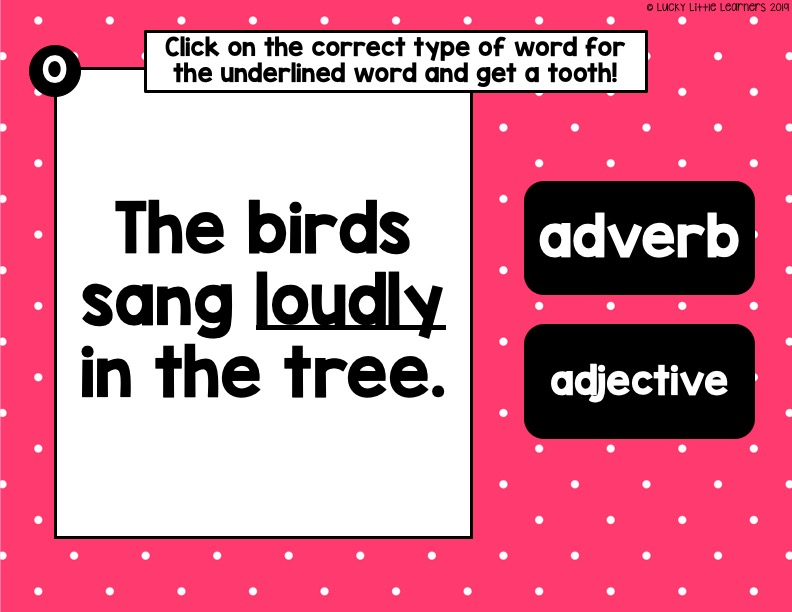 © Lucky Little Learners 2019
Click on the correct type of word for
the underlined word and get a tooth!
0
The birds
sang loudly
in the tree.
adverb
adjective